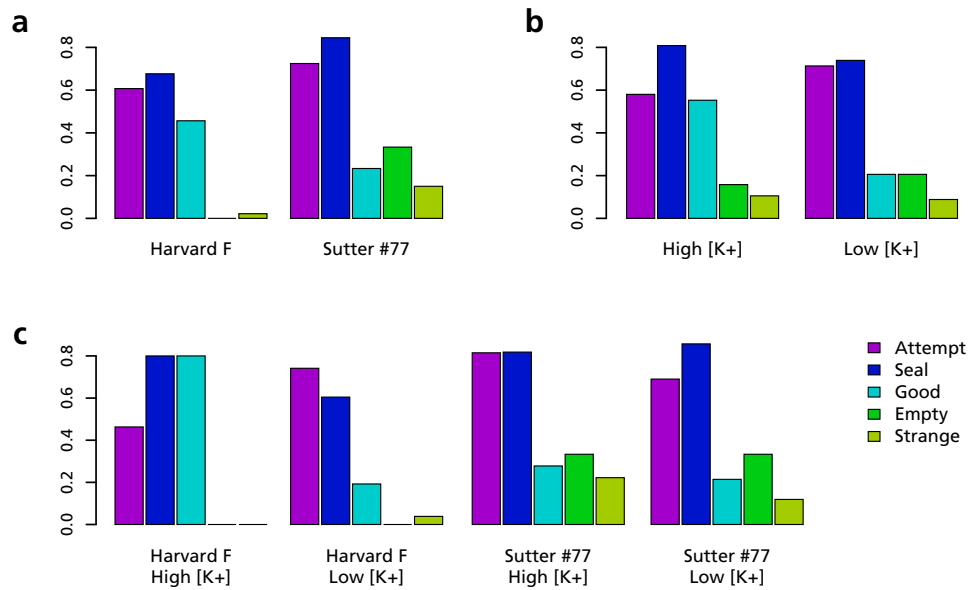 a
0.0 0.2 0.4 0.6 0.8
Harvard F Sutter #77
b
0.0 0.2 0.4 0.6 0.8
High [K+] Low [K+]
c
0.0 0.2 0.4 0.6 0.8
Harvard F
High [K+]
Harvard F
Low [K+]
Sutter #77
High [K+]
Sutter #77
Low [K+]
Attempt
Seal
Good
Empty
Strange